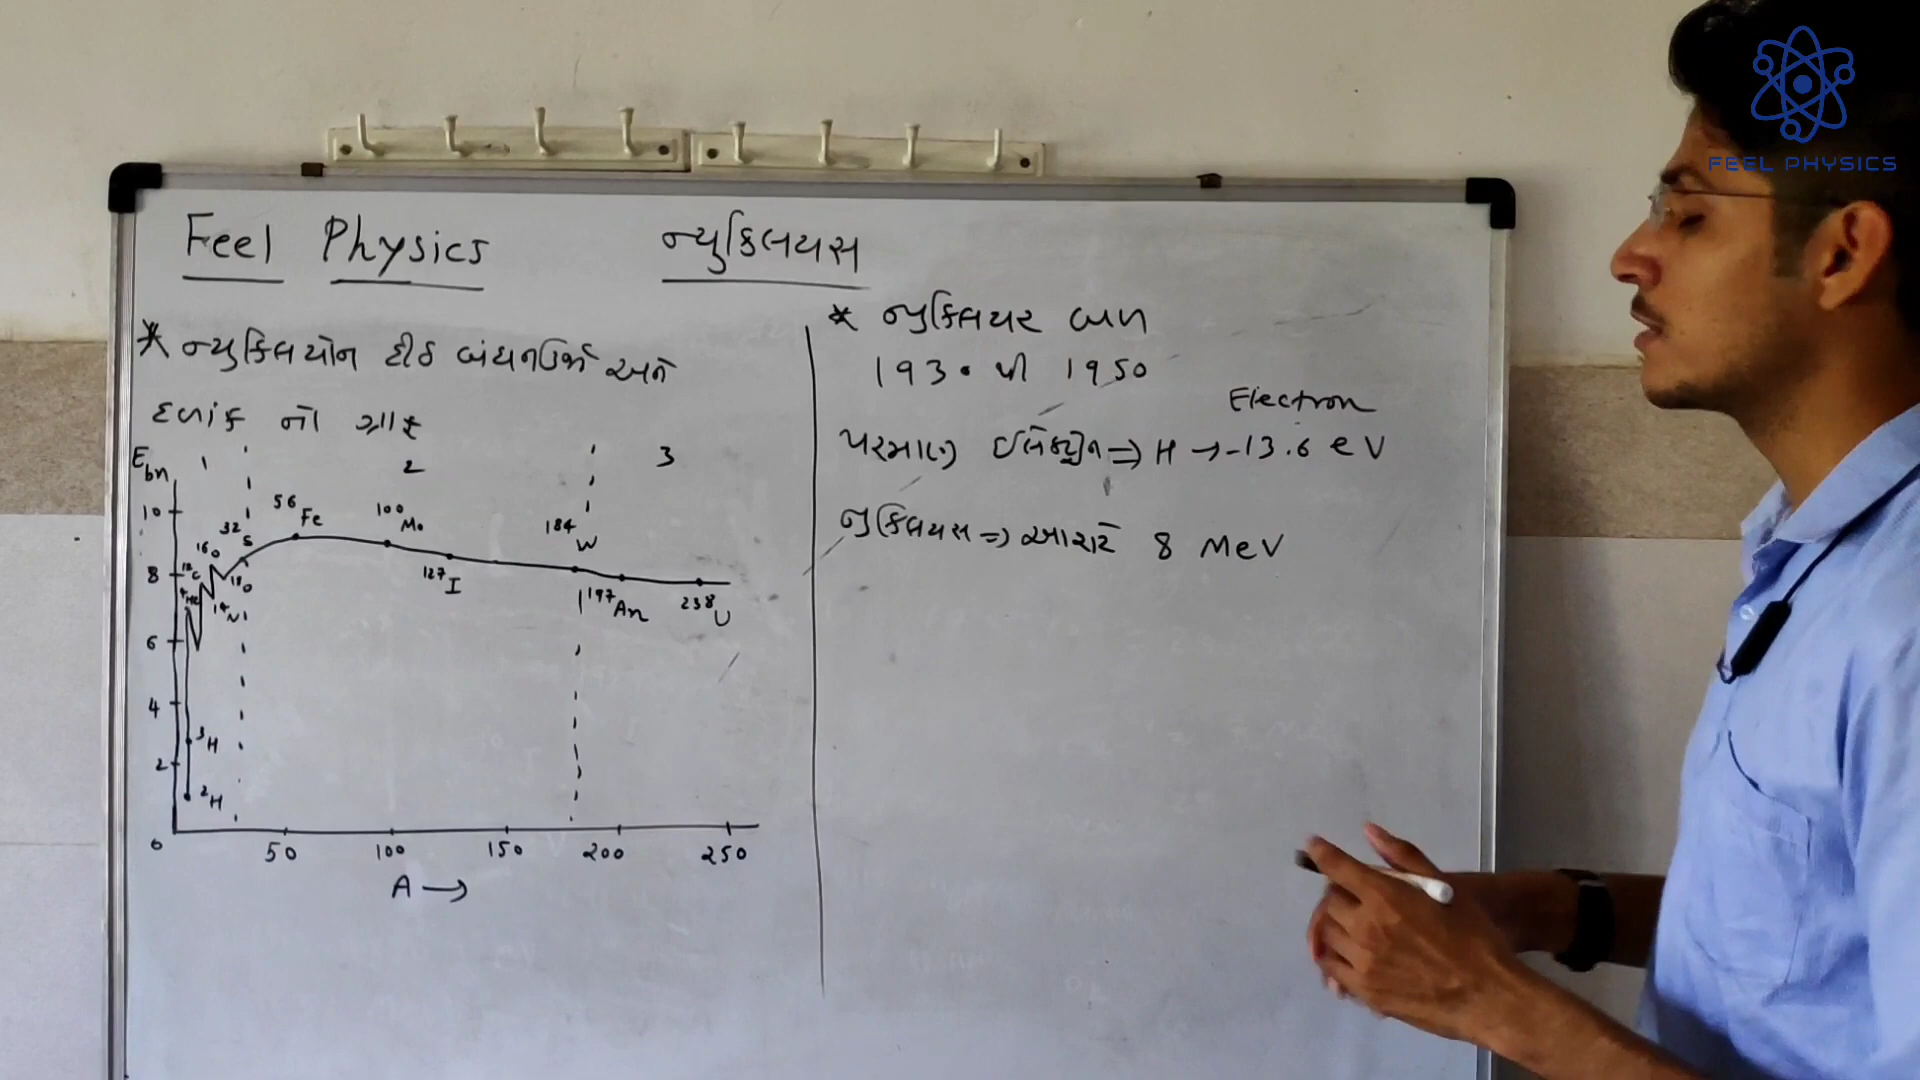 FEEL PHYSICS
Feel Physics ન્યુક્લિયસ
* ન્યુક્લિયોન દીઠ બંધનઉર્જા અને
દળાંક નો ગ્રાફ
Ebn 1 2 3
10
8
6
4
2
0
⁵⁶Fe
¹⁰⁰Mo
³²S
¹⁸⁴W
¹⁶O
¹²C
¹⁸O
⁴He
¹⁴N
¹²⁷I
¹⁹⁷An
²³⁸U
³H
²H
50 100 150 200 250
A →
* ન્યુક્લિયર બળ
1930 થી 1950
Electron
પરમાણુ ઈલેક્ટ્રોન ⇒ H → -13.6 eV
ન્યુક્લિયસ ⇒ આશરે 8 MeV